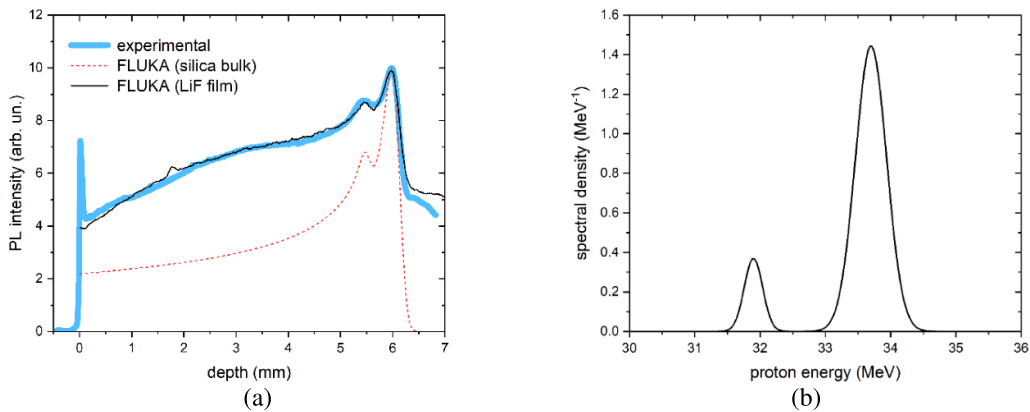 experimental
FLUKA (silica bulk)
FLUKA (LiF film)
PL intensity (arb. un.)
12
10
8
6
4
2
0
0 1 2 3 4 5 6 7
depth (mm)
(a)
spectral density (MeV⁻¹)
1.6
1.4
1.2
1.0
0.8
0.6
0.4
0.2
0.0
30 31 32 33 34 35 36
proton energy (MeV)
(b)